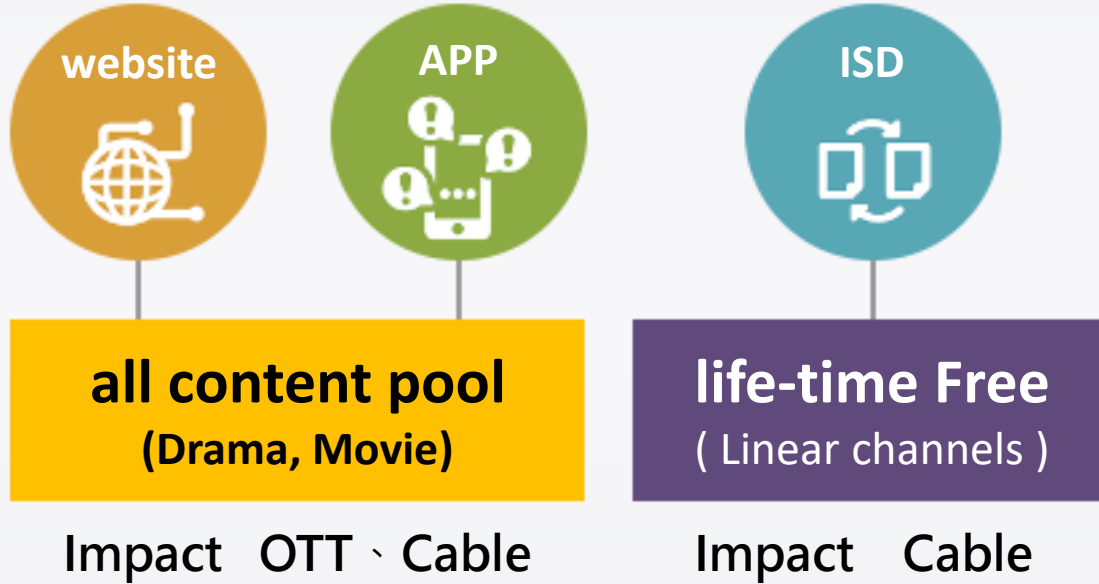 website
APP
ISD
all content pool
(Drama, Movie)
life-time Free
( Linear channels )
Impact OTT、Cable
Impact Cable